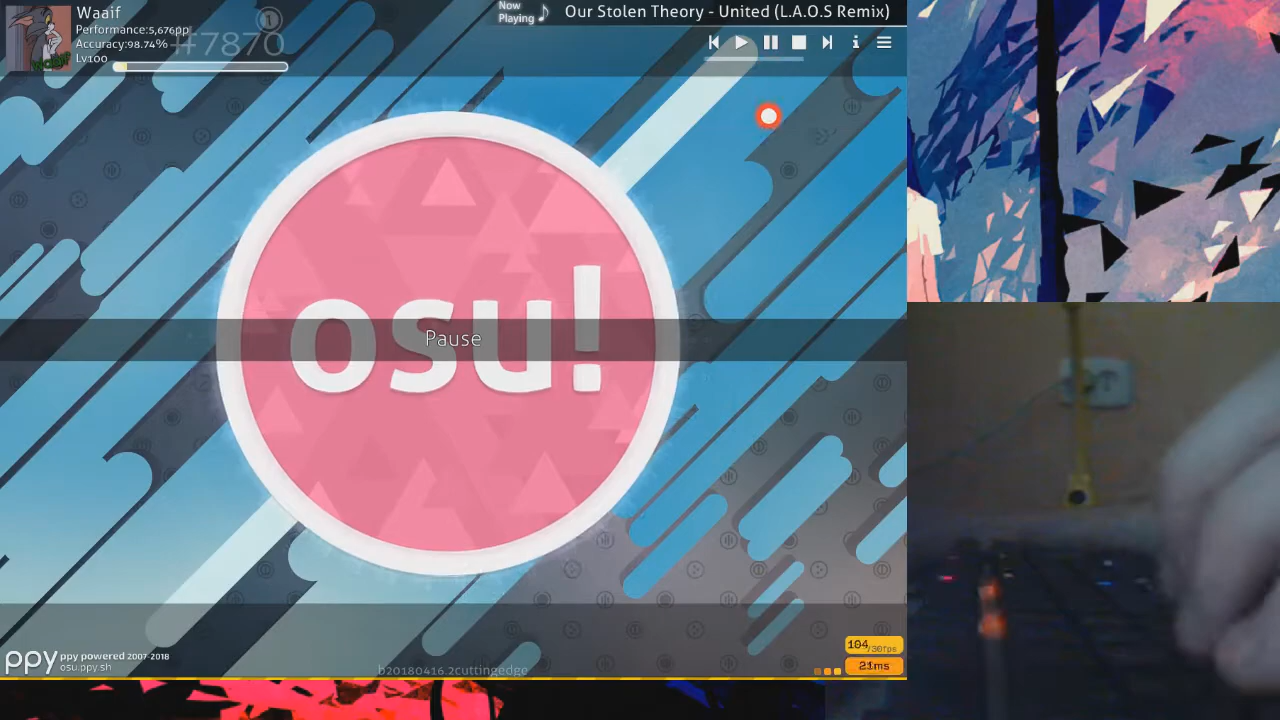 Waaif
Performance:5,676pp
Accuracy:98.74%
Lv100
#7870
1
Now
Playing
Our Stolen Theory - United (L.A.O.S Remix)
osu!
Pause
ppy
ppy powered 2007-2018
osu.ppy.sh
b20180416.2cuttingedge
104/30fps
21ms